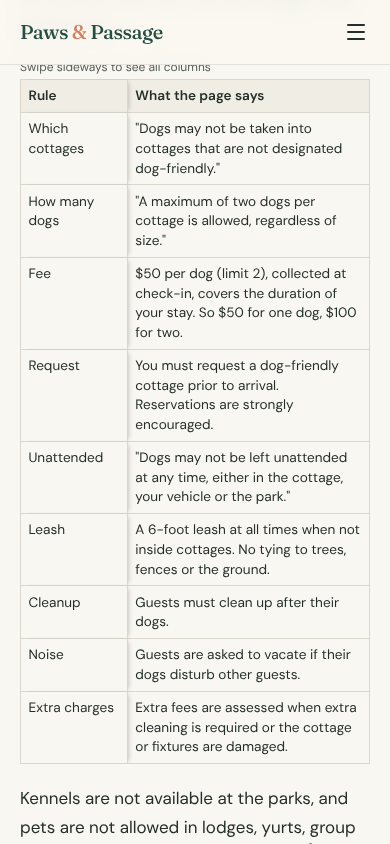 Paws & Passage
Swipe sideways to see all columns
Rule
What the page says
Which
cottages
"Dogs may not be taken into
cottages that are not designated
dog-friendly."
How many
dogs
"A maximum of two dogs per
cottage is allowed, regardless of
size."
Fee
$50 per dog (limit 2), collected at
check-in, covers the duration of
your stay. So $50 for one dog, $100
for two.
Request
You must request a dog-friendly
cottage prior to arrival.
Reservations are strongly
encouraged.
Unattended
"Dogs may not be left unattended
at any time, either in the cottage,
your vehicle or the park."
Leash
A 6-foot leash at all times when not
inside cottages. No tying to trees,
fences or the ground.
Cleanup
Guests must clean up after their
dogs.
Noise
Guests are asked to vacate if their
dogs disturb other guests.
Extra charges
Extra fees are assessed when extra
cleaning is required or the cottage
or fixtures are damaged.
Kennels are not available at the parks, and
pets are not allowed in lodges, yurts, group